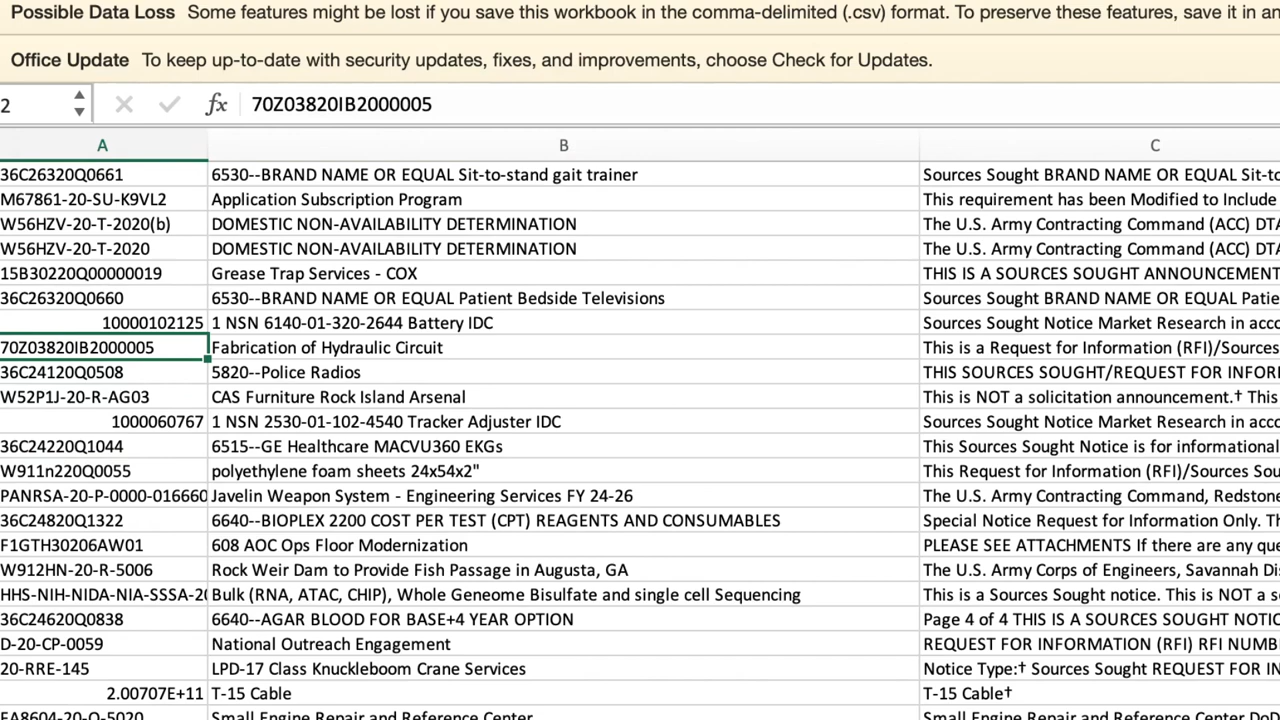 Possible Data Loss Some features might be lost if you save this workbook in the comma-delimited (.csv) format. To preserve these features, save it in an
Office Update To keep up-to-date with security updates, fixes, and improvements, choose Check for Updates.
2 fx 70Z03820IB2000005
A B C
36C26320Q0661 6530--BRAND NAME OR EQUAL Sit-to-stand gait trainer Sources Sought BRAND NAME OR EQUAL Sit-to
M67861-20-SU-K9VL2 Application Subscription Program This requirement has been Modified to Include
W56HZV-20-T-2020(b) DOMESTIC NON-AVAILABILITY DETERMINATION The U.S. Army Contracting Command (ACC) DTA
W56HZV-20-T-2020 DOMESTIC NON-AVAILABILITY DETERMINATION The U.S. Army Contracting Command (ACC) DTA
15B30220Q00000019 Grease Trap Services - COX THIS IS A SOURCES SOUGHT ANNOUNCEMENT
36C26320Q0660 6530--BRAND NAME OR EQUAL Patient Bedside Televisions Sources Sought BRAND NAME OR EQUAL Patie
10000102125 1 NSN 6140-01-320-2644 Battery IDC Sources Sought Notice Market Research in acco
70Z03820IB2000005 Fabrication of Hydraulic Circuit This is a Request for Information (RFI)/Sources
36C24120Q0508 5820--Police Radios THIS SOURCES SOUGHT/REQUEST FOR INFORI
W52P1J-20-R-AG03 CAS Furniture Rock Island Arsenal This is NOT a solicitation announcement.† This
1000060767 1 NSN 2530-01-102-4540 Tracker Adjuster IDC Sources Sought Notice Market Research in acco
36C24220Q1044 6515--GE Healthcare MACVU360 EKGs This Sources Sought Notice is for informational
W911n220Q0055 polyethylene foam sheets 24x54x2" This Request for Information (RFI)/Sources Sou
PANRSA-20-P-0000-016660 Javelin Weapon System - Engineering Services FY 24-26 The U.S. Army Contracting Command, Redstone
36C24820Q1322 6640--BIOPLEX 2200 COST PER TEST (CPT) REAGENTS AND CONSUMABLES Special Notice Request for Information Only. Th
F1GTH30206AW01 608 AOC Ops Floor Modernization PLEASE SEE ATTACHMENTS If there are any que
W912HN-20-R-5006 Rock Weir Dam to Provide Fish Passage in Augusta, GA The U.S. Army Corps of Engineers, Savannah Dis
HHS-NIH-NIDA-NIA-SSSA-20 Bulk (RNA, ATAC, CHIP), Whole Geneome Bisulfate and single cell Sequencing This is a Sources Sought notice. This is NOT a s
36C24620Q0838 6640--AGAR BLOOD FOR BASE+4 YEAR OPTION Page 4 of 4 THIS IS A SOURCES SOUGHT NOTIC
D-20-CP-0059 National Outreach Engagement REQUEST FOR INFORMATION (RFI) RFI NUMB
20-RRE-145 LPD-17 Class Knuckleboom Crane Services Notice Type:† Sources Sought REQUEST FOR IN
2.00707E+11 T-15 Cable T-15 Cable†
FA8604-20-Q-5020 Small Engine Repair and Reference Center Small Engine Repair and Reference Center DoD